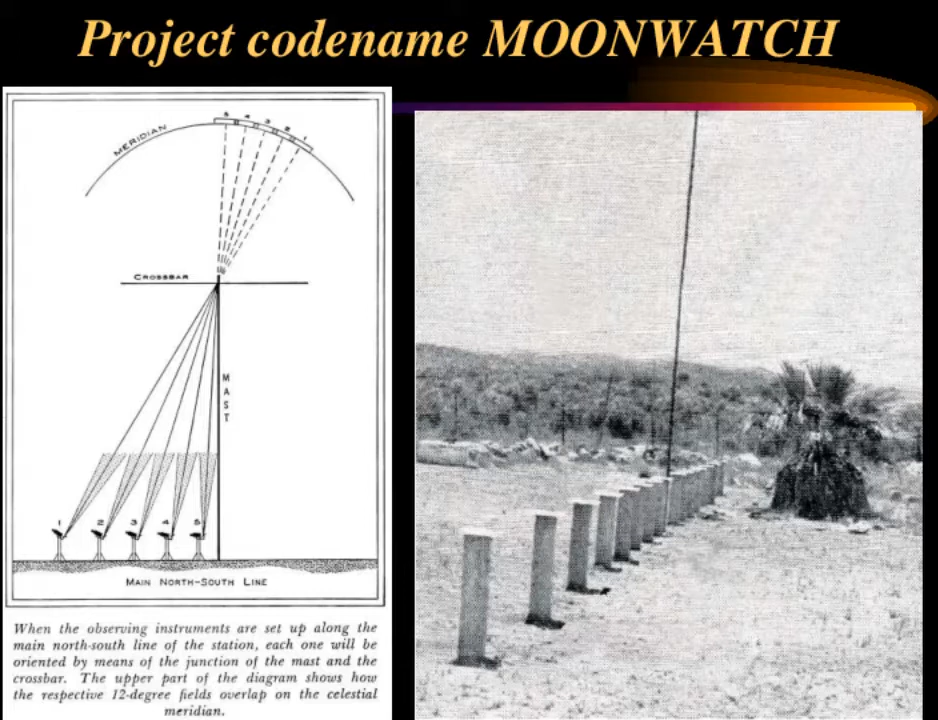 Project codename MOONWATCH
5 4 3 2 1
MERIDIAN
CROSSBAR
MAST
1 2 3 4 5
MAIN NORTH-SOUTH LINE
When the observing instruments are set up along the
main north-south line of the station, each one will be
oriented by means of the junction of the mast and the
crossbar. The upper part of the diagram shows how
the respective 12-degree fields overlap on the celestial
meridian.